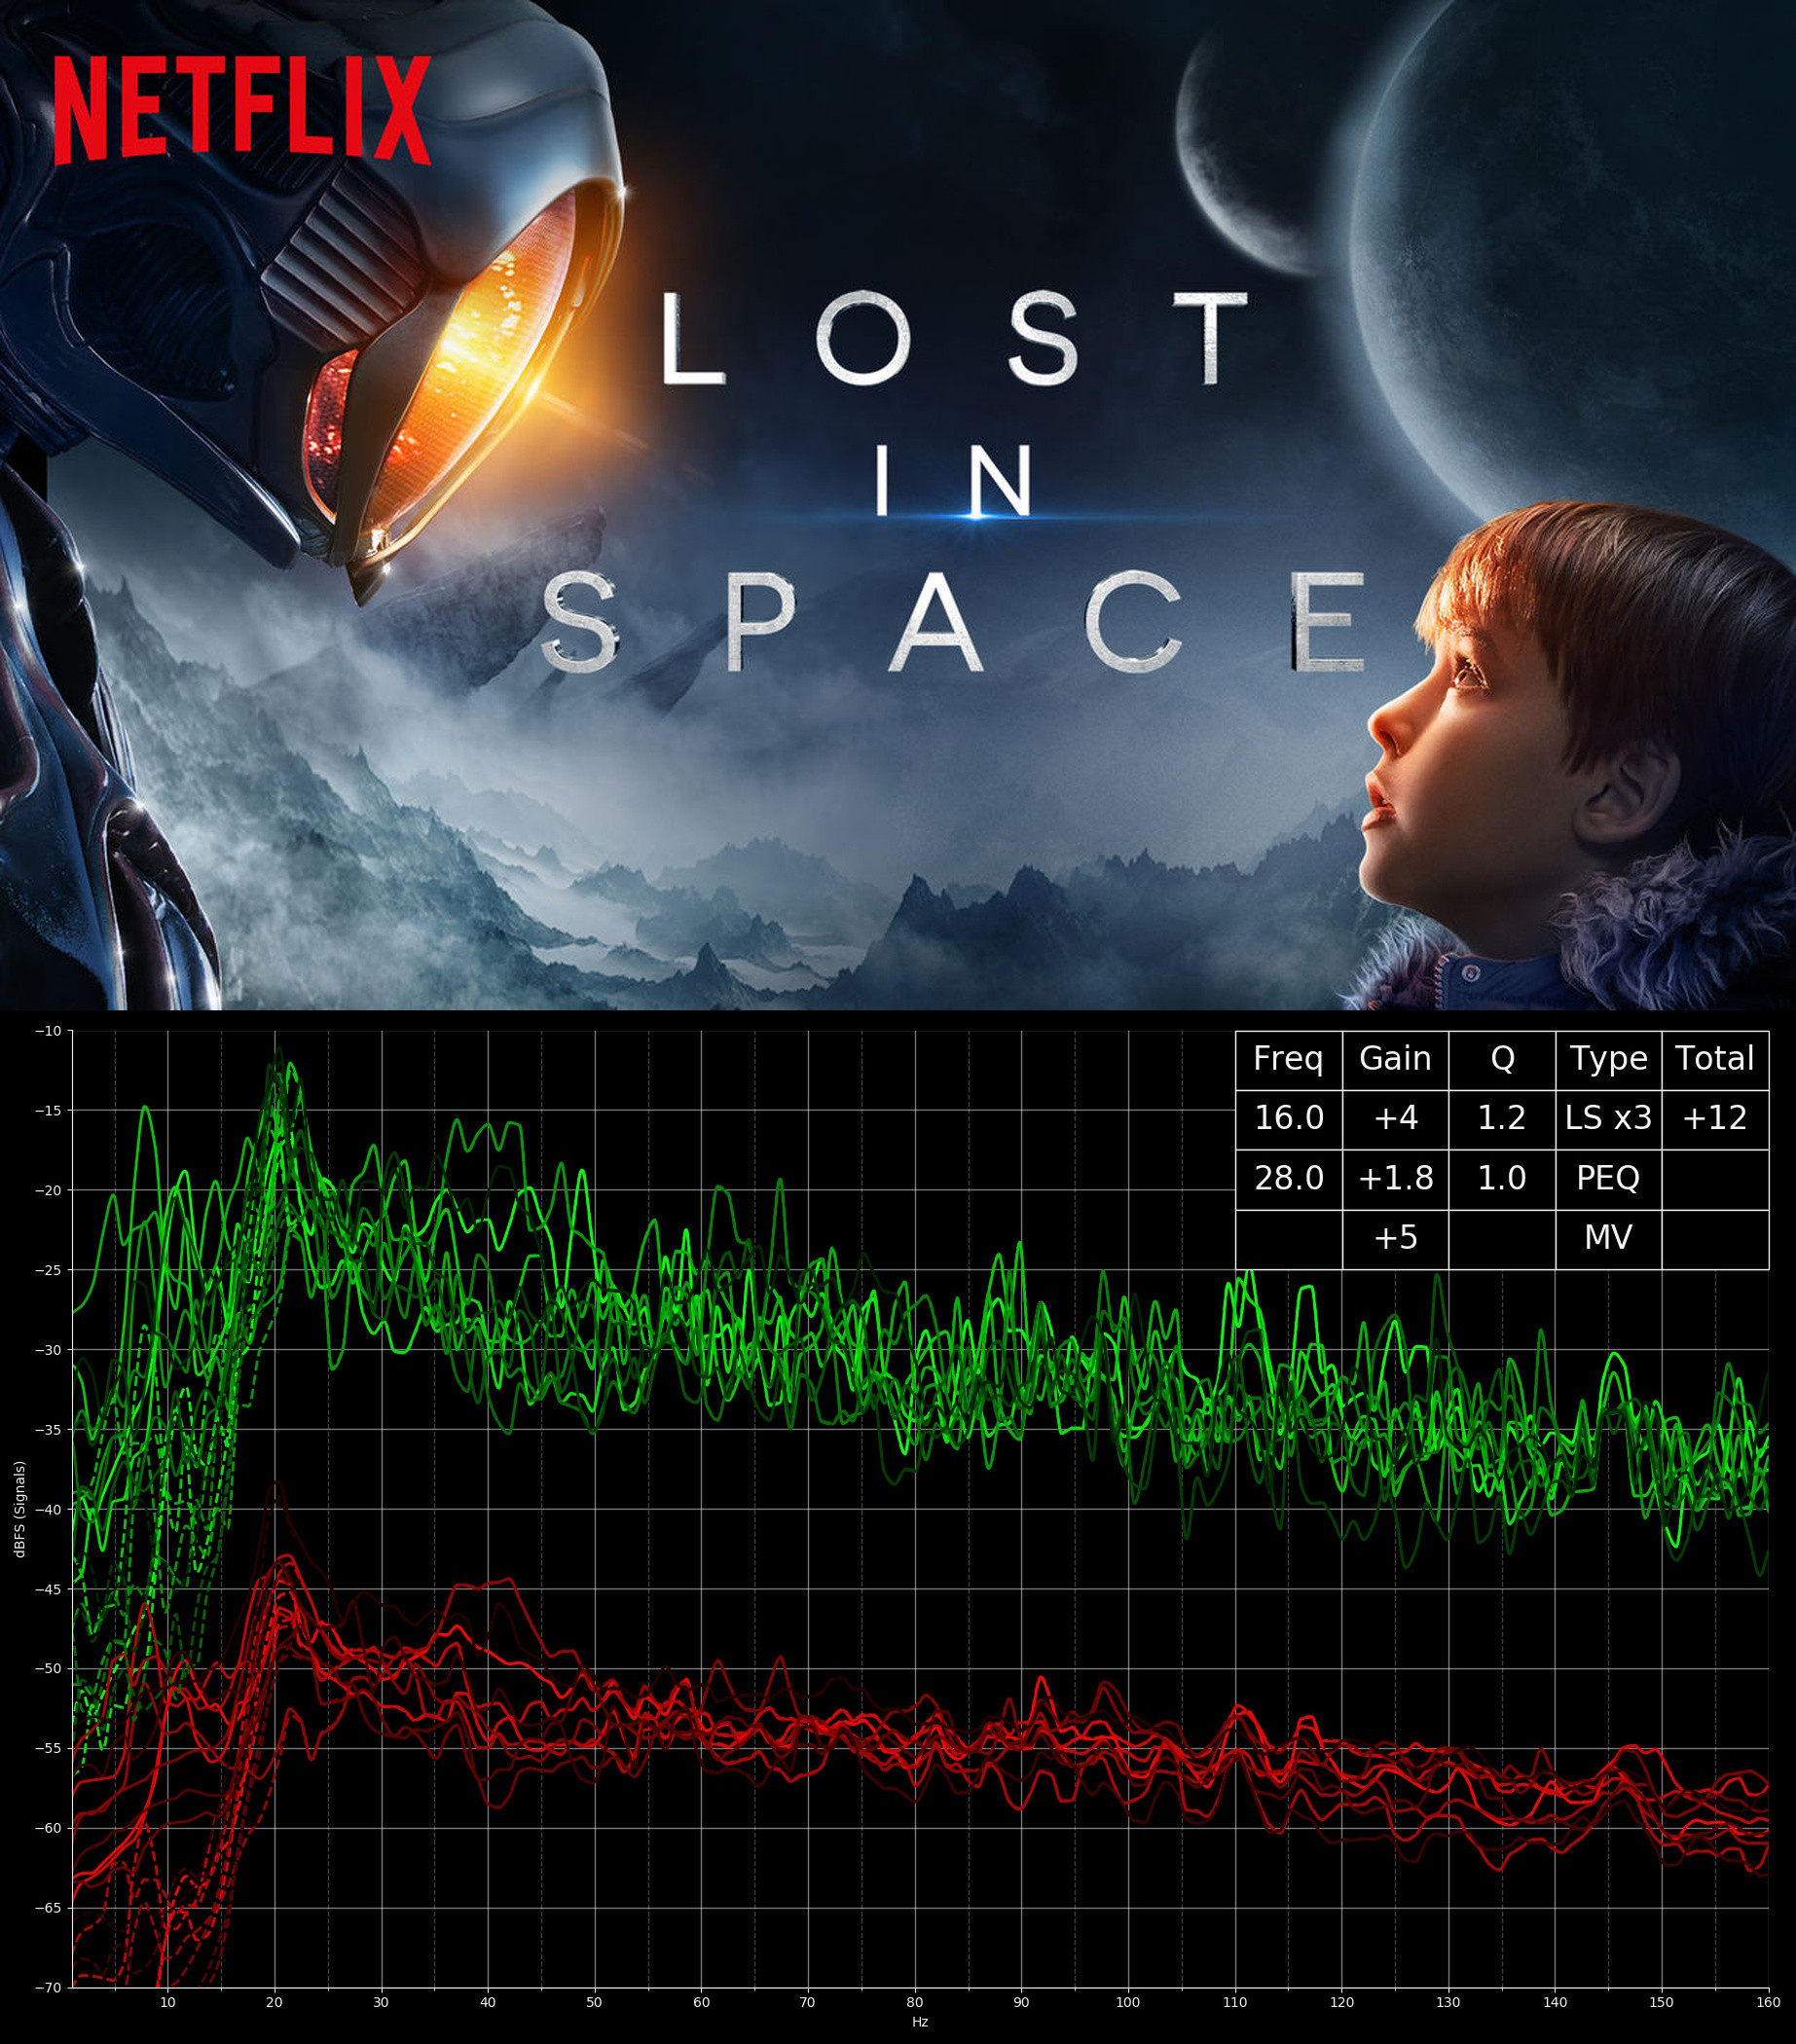 NETFLIX
LOST
IN
SPACE
Freq Gain Q Type Total
16.0 +4 1.2 LS x3 +12
28.0 +1.8 1.0 PEQ
+5 MV
−10
−15
−20
−25
−30
−35
−40
−45
−50
−55
−60
−65
−70
dBFS (Signals)
10 20 30 40 50 60 70 80 90 100 110 120 130 140 150 160
Hz